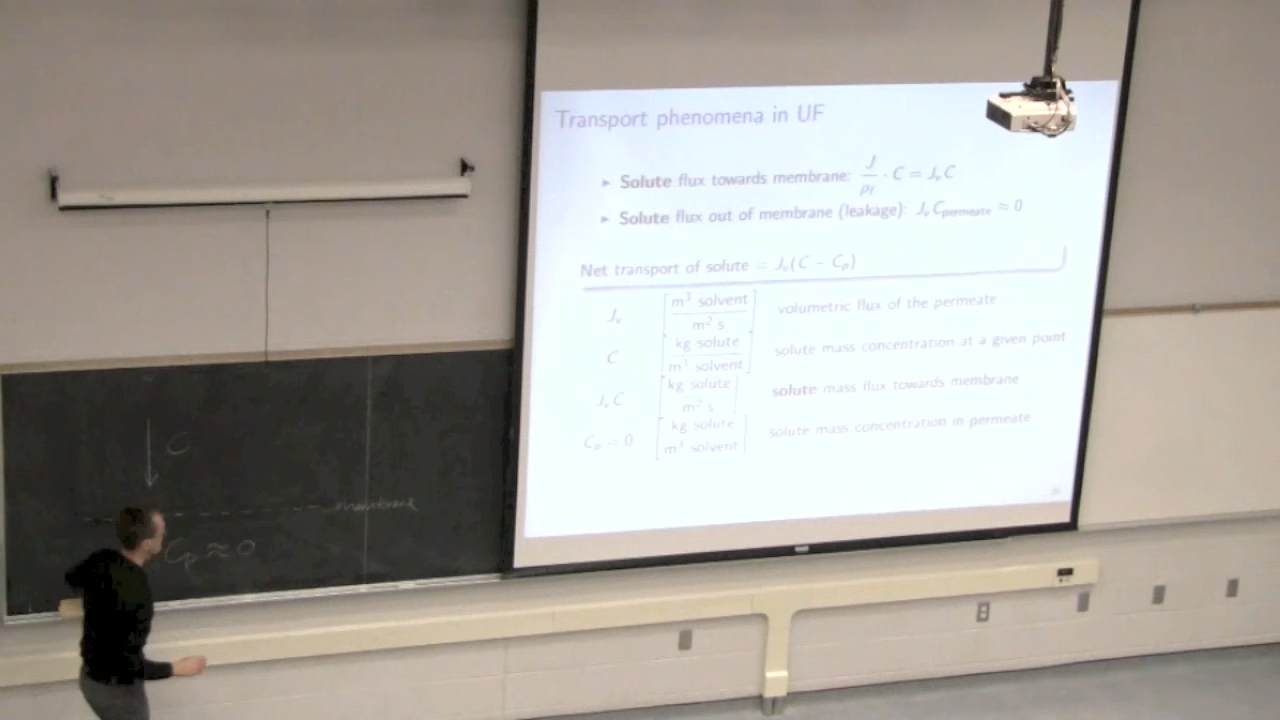 Transport phenomena in UF
▸ Solute flux towards membrane: J/ρf · C = JvC
▸ Solute flux out of membrane (leakage): JvCpermeate ≈ 0
Net transport of solute = Jv(C − Cp)
Jv [m³ solvent / m² s] volumetric flux of the permeate
C [kg solute / m³ solvent] solute mass concentration at a given point
JvC [kg solute / m² s] solute mass flux towards membrane
Cp ≈ 0 [kg solute / m³ solvent] solute mass concentration in permeate
C
membrane
Cp ≈ 0